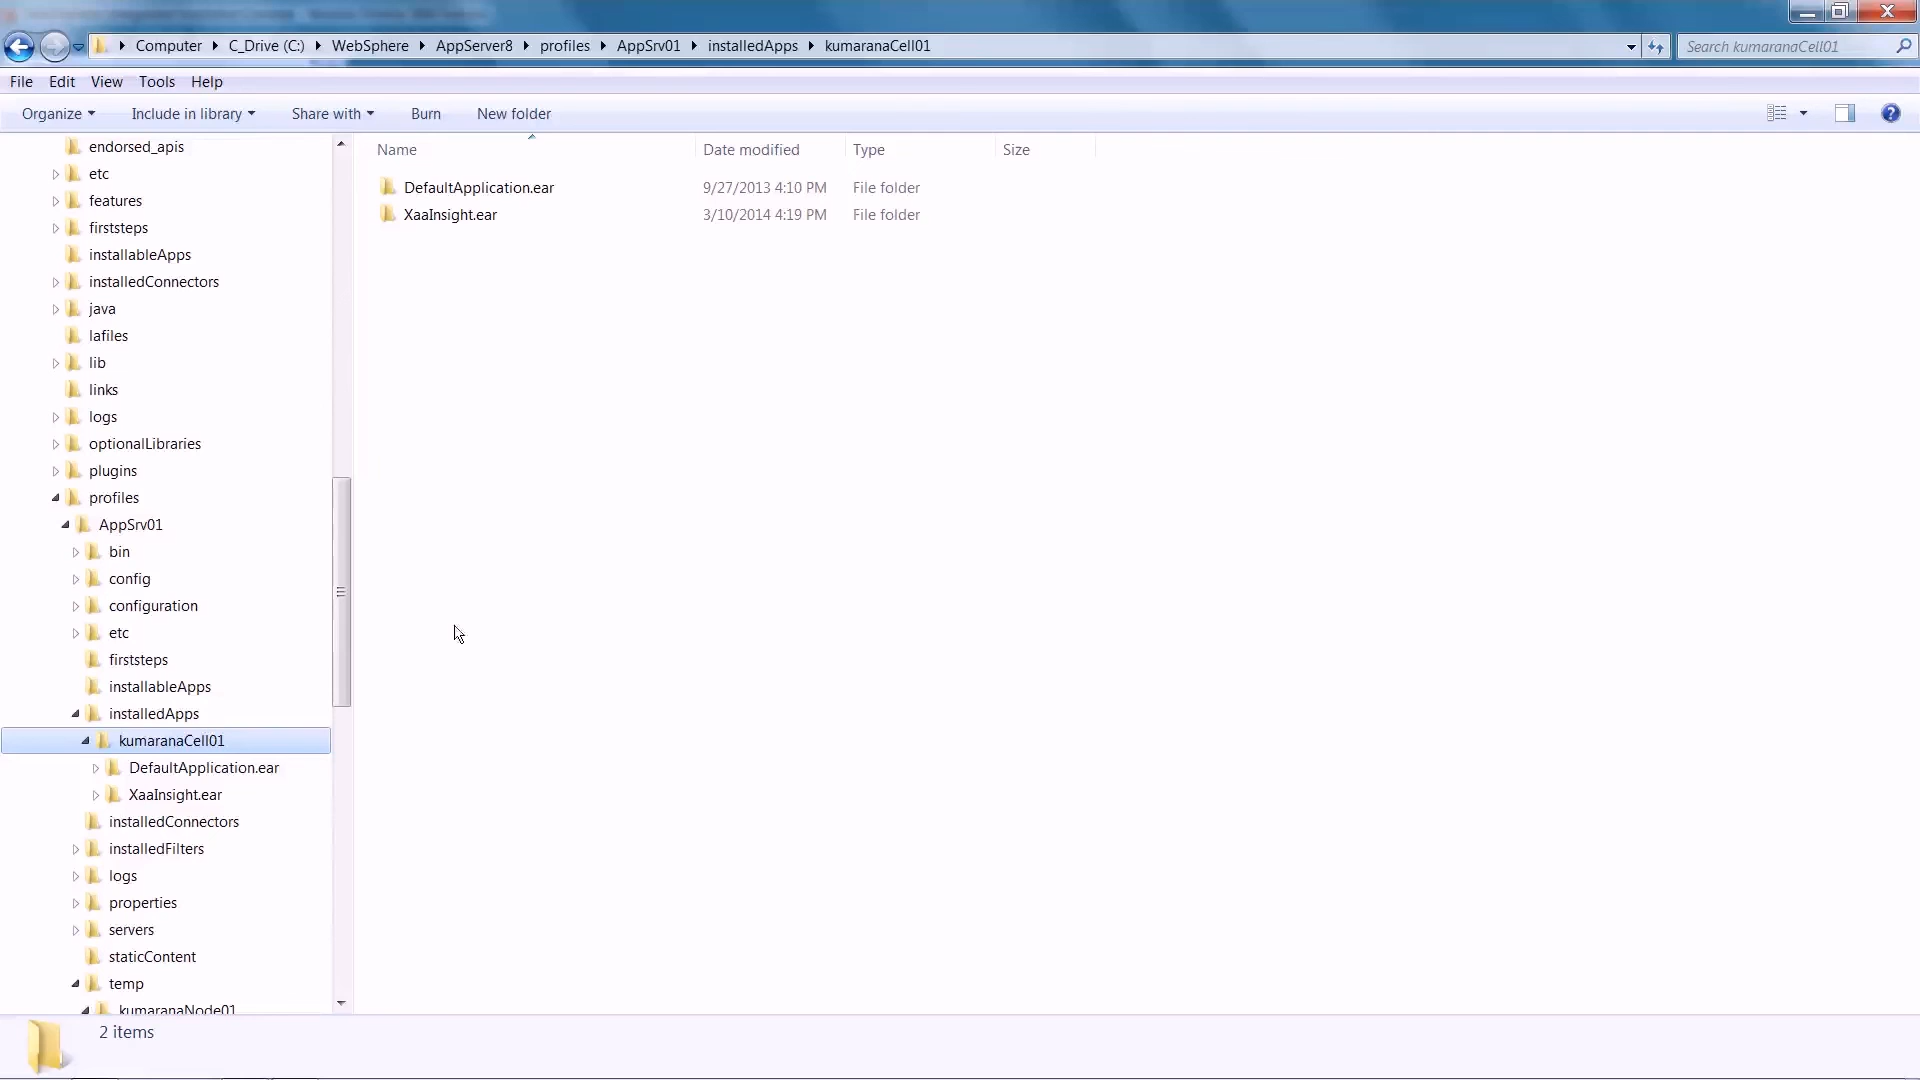 Computer C_Drive (C:) WebSphere AppServer8 profiles AppSrv01 installedApps kumaranaCell01 Search kumaranaCell01
File Edit View Tools Help
Organize Include in library Share with Burn New folder
Name Date modified Type Size
DefaultApplication.ear 9/27/2013 4:10 PM File folder
XaaInsight.ear 3/10/2014 4:19 PM File folder
endorsed_apis
etc
features
firststeps
installableApps
installedConnectors
java
lafiles
lib
links
logs
optionalLibraries
plugins
profiles
AppSrv01
bin
config
configuration
etc
firststeps
installableApps
installedApps
kumaranaCell01
DefaultApplication.ear
XaaInsight.ear
installedConnectors
installedFilters
logs
properties
servers
staticContent
temp
kumaranaNode01
2 items